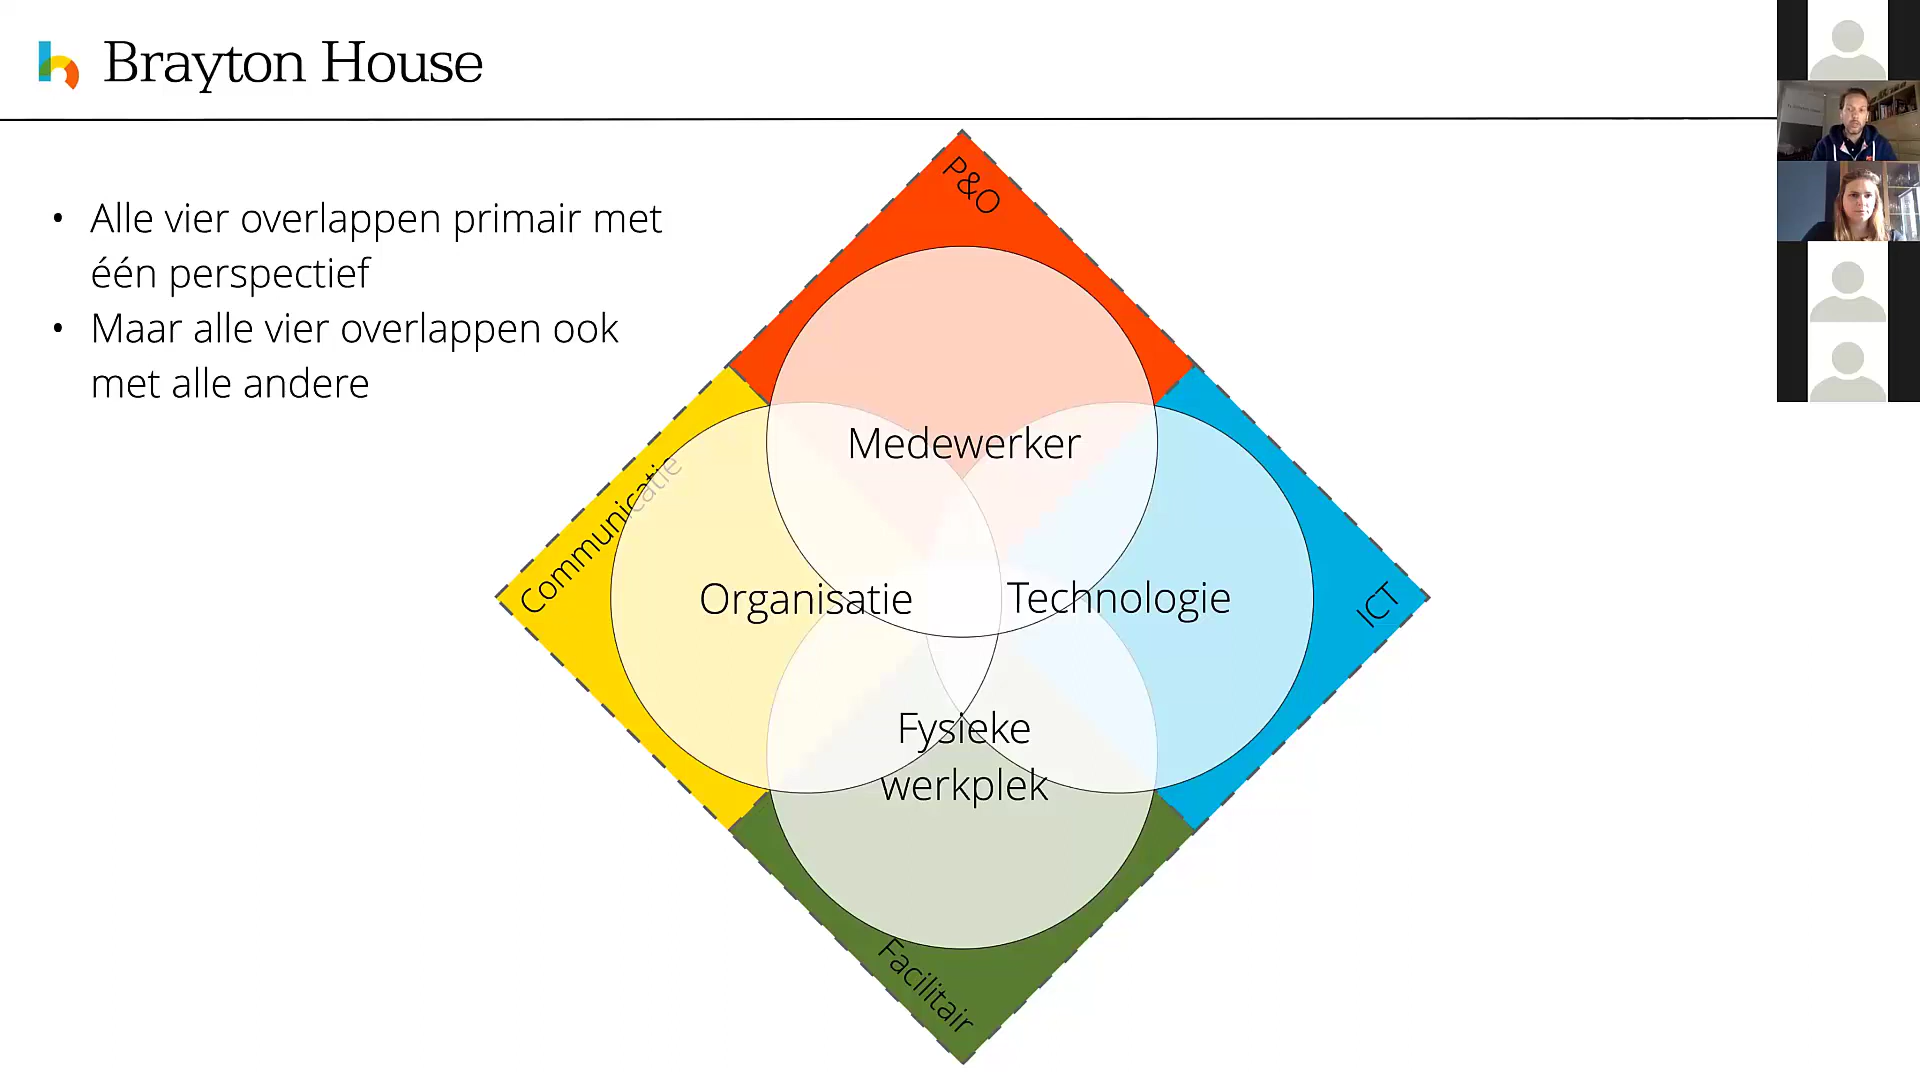 Brayton House
• Alle vier overlappen primair met
één perspectief
• Maar alle vier overlappen ook
met alle andere
P&O
Medewerker
Communicatie
Organisatie
Technologie
ICT
Fysieke
werkplek
Facilitair